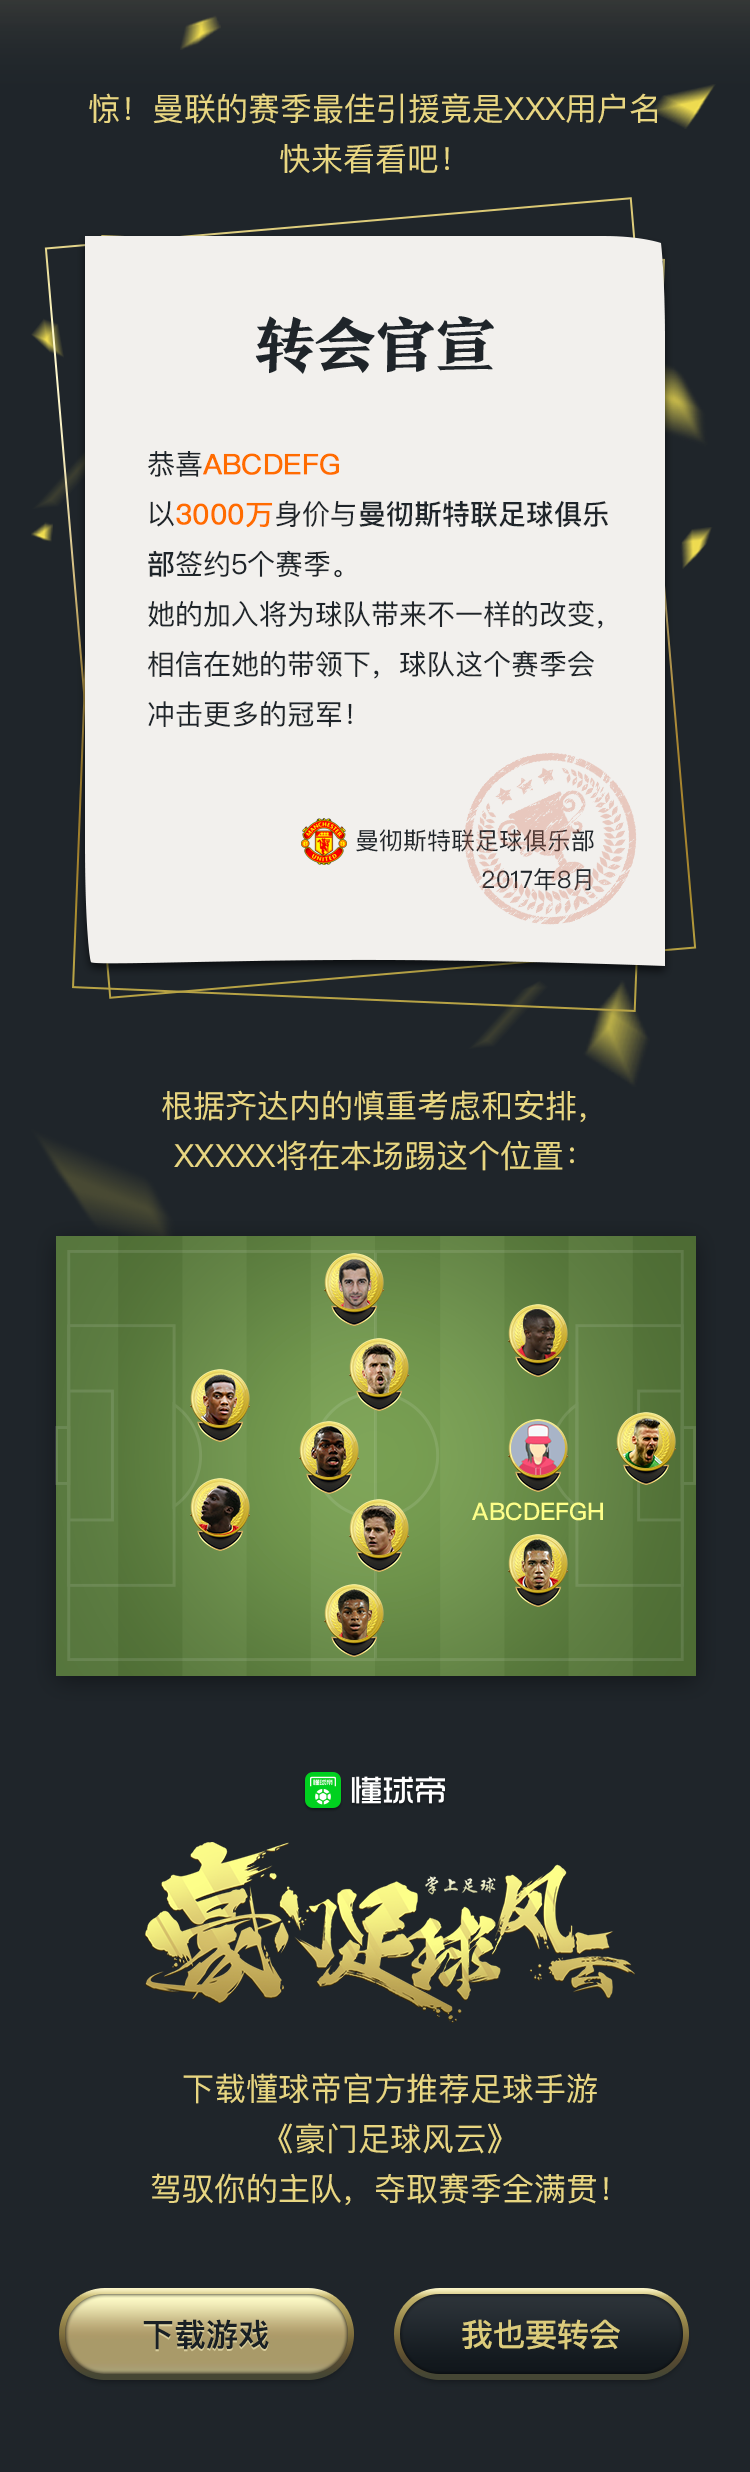 惊！曼联的赛季最佳引援竟是XXX用户名
快来看看吧！
转会官宣
恭喜ABCDEFG
以3000万身价与曼彻斯特联足球俱乐
部签约5个赛季。
她的加入将为球队带来不一样的改变，
相信在她的带领下，球队这个赛季会
冲击更多的冠军！
MANCHESTER
UNITED
曼彻斯特联足球俱乐部
2017年8月
根据齐达内的慎重考虑和安排，
XXXXX将在本场踢这个位置：
ABCDEFGH
懂球帝
懂球帝
掌上足球
豪门足球风云
下载懂球帝官方推荐足球手游
《豪门足球风云》
驾驭你的主队，夺取赛季全满贯！
下载游戏
我也要转会